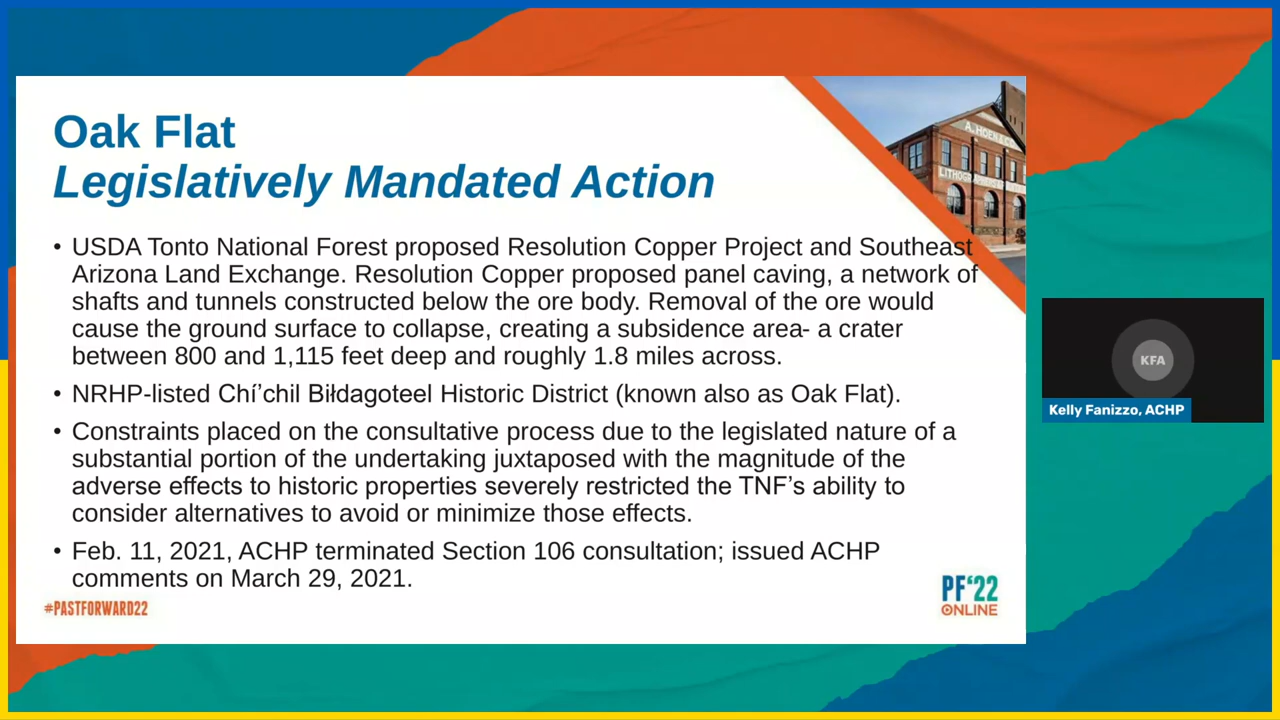 Oak Flat
Legislatively Mandated Action
• USDA Tonto National Forest proposed Resolution Copper Project and Southeast
Arizona Land Exchange. Resolution Copper proposed panel caving, a network of
shafts and tunnels constructed below the ore body. Removal of the ore would
cause the ground surface to collapse, creating a subsidence area- a crater
between 800 and 1,115 feet deep and roughly 1.8 miles across.
• NRHP-listed Chí’chil Biłdagoteel Historic District (known also as Oak Flat).
• Constraints placed on the consultative process due to the legislated nature of a
substantial portion of the undertaking juxtaposed with the magnitude of the
adverse effects to historic properties severely restricted the TNF’s ability to
consider alternatives to avoid or minimize those effects.
• Feb. 11, 2021, ACHP terminated Section 106 consultation; issued ACHP
comments on March 29, 2021.
#PASTFORWARD22
PF‘22
ONLINE
A. HOEN & CO
KFA
Kelly Fanizzo, ACHP